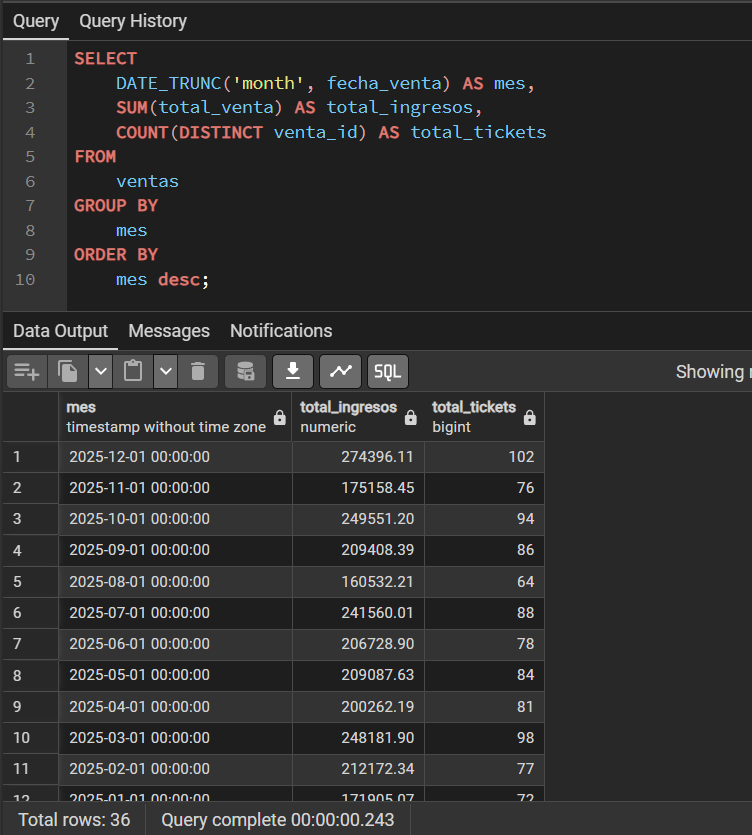 Query Query History
1 SELECT
2 DATE_TRUNC('month', fecha_venta) AS mes,
3 SUM(total_venta) AS total_ingresos,
4 COUNT(DISTINCT venta_id) AS total_tickets
5 FROM
6 ventas
7 GROUP BY
8 mes
9 ORDER BY
10 mes desc;
Data Output Messages Notifications
SQL Showing
mes total_ingresos total_tickets
timestamp without time zone numeric bigint
1 2025-12-01 00:00:00 274396.11 102
2 2025-11-01 00:00:00 175158.45 76
3 2025-10-01 00:00:00 249551.20 94
4 2025-09-01 00:00:00 209408.39 86
5 2025-08-01 00:00:00 160532.21 64
6 2025-07-01 00:00:00 241560.01 88
7 2025-06-01 00:00:00 206728.90 78
8 2025-05-01 00:00:00 209087.63 84
9 2025-04-01 00:00:00 200262.19 81
10 2025-03-01 00:00:00 248181.90 98
11 2025-02-01 00:00:00 212172.34 77
12 2025-01-01 00:00:00 171905.07 72
Total rows: 36 Query complete 00:00:00.243